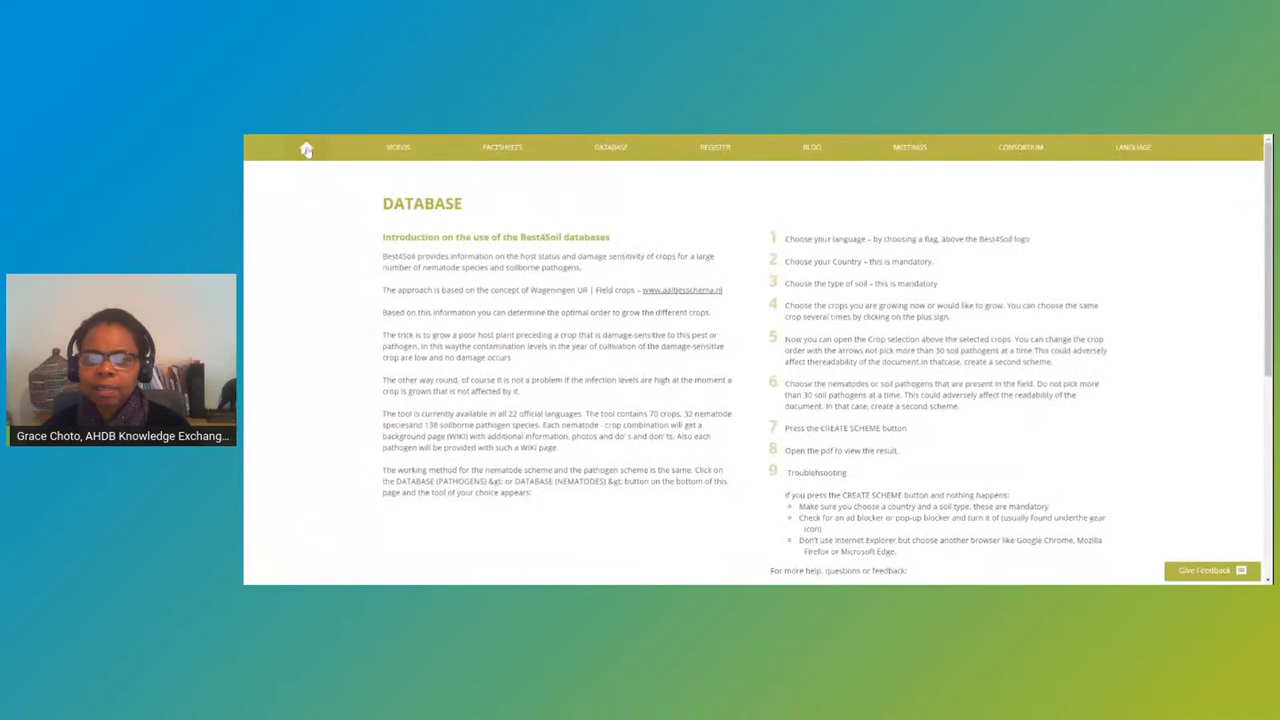 VIDEOS
FACTSHEETS
DATABASE
REGISTER
BLOG
MEETINGS
CONSORTIUM
LANGUAGE
DATABASE
Introduction on the use of the Best4Soil databases
Best4Soil provides information on the host status and damage sensitivity of crops for a large
number of nematode species and soilborne pathogens.
The approach is based on the concept of Wageningen UR | Field crops – www.aaltjesschema.nl
Based on this information you can determine the optimal order to grow the different crops.
The trick is to grow a poor host plant preceding a crop that is damage-sensitive to this pest or
pathogen. In this waythe contamination levels in the year of cultivation of the damage-sensitive
crop are low and no damage occurs
The other way round, of course it is not a problem if the infection levels are high at the moment a
crop is grown that is not affected by it.
The tool is currently available in all 22 official languages. The tool contains 70 crops, 32 nematode
speciesand 138 soilborne pathogen species. Each nematode - crop combination will get a
background page (WIKI) with additional information, photos and do' s and don' ts. Also each
pathogen will be provided with such a WIKI page.
The working method for the nematode scheme and the pathogen scheme is the same. Click on
the DATABASE (PATHOGENS) &gt; or DATABASE (NEMATODES) &gt; button on the bottom of this
page and the tool of your choice appears:
1 Choose your language – by choosing a flag, above the Best4Soil logo
2 Choose your Country – this is mandatory.
3 Choose the type of soil – this is mandatory
4 Choose the crops you are growing now or would like to grow. You can choose the same
crop several times by clicking on the plus sign.
5 Now you can open the Crop selection above the selected crops. You can change the crop
order with the arrows.not pick more than 30 soil pathogens at a time.This could adversely
affect thereadability of the document.In thatcase, create a second scheme.
6 Choose the nematodes or soil pathogens that are present in the field. Do not pick more
than 30 soil pathogens at a time. This could adversely affect the readability of the
document. In that case, create a second scheme.
7 Press the CREATE SCHEME button
8 Open the pdf to view the result.
9 Troublehsooting
If you press the CREATE SCHEME button and nothing happens:
Make sure you choose a country and a soil type, these are mandatory
Check for an ad blocker or pop-up blocker and turn it of (usually found underthe gear
icon)
Don't use Internet Explorer but choose another browser like Google Chrome, Mozilla
Firefox or Microsoft Edge.
For more help, questions or feedback:
Give Feedback
Grace Choto, AHDB Knowledge Exchang...